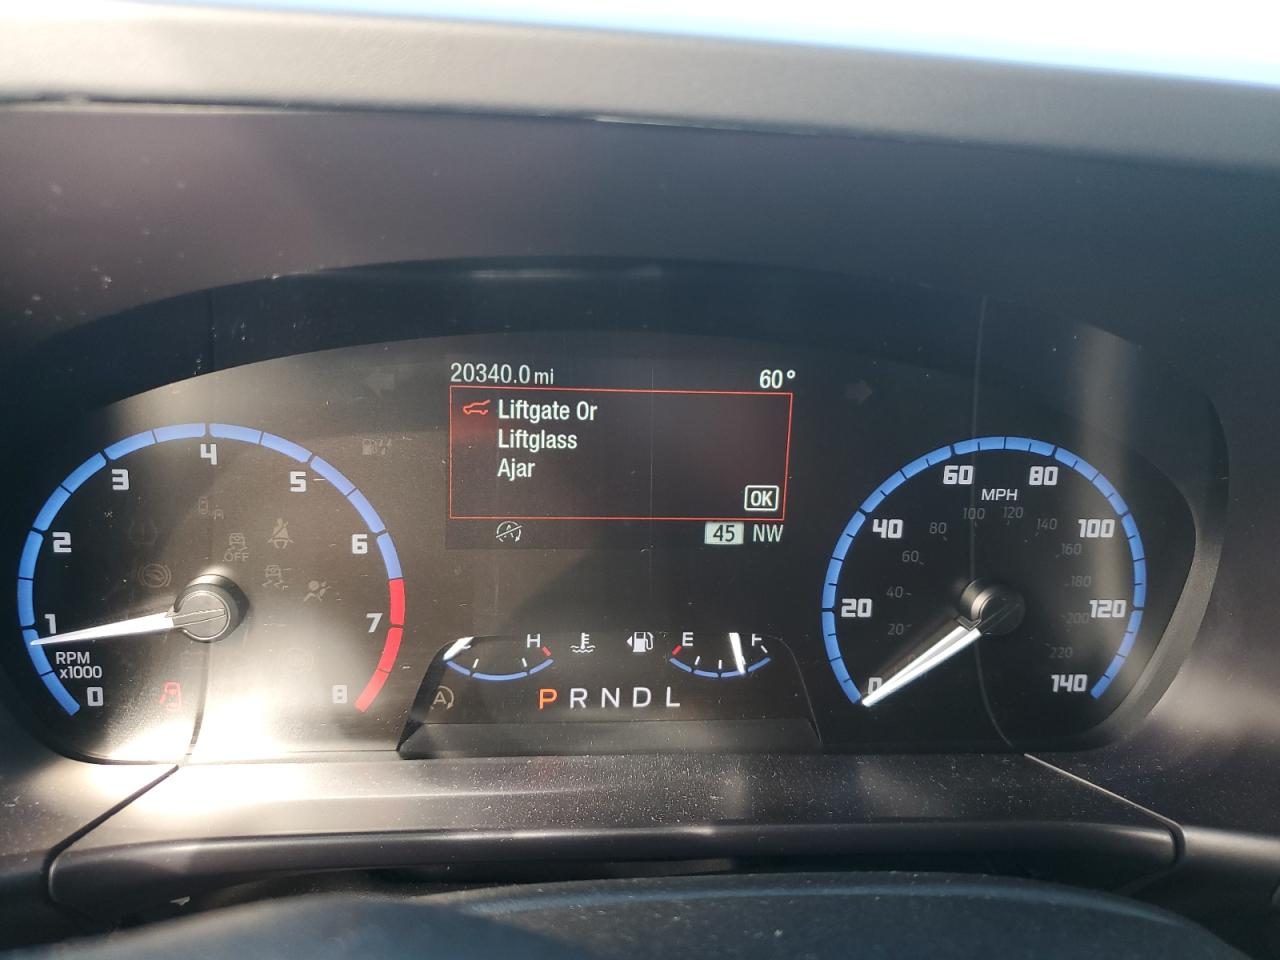 20340.0 mi 60°
Liftgate Or
Liftglass
Ajar
OK
45 NW
0 1 2 3 4 5 6 7 8
RPM
x1000
OFF
A
H
E F
P R N D L
0 20 40 60 80 100 120 140
MPH
20 40 60 80 100 120 140 160 180 200 220